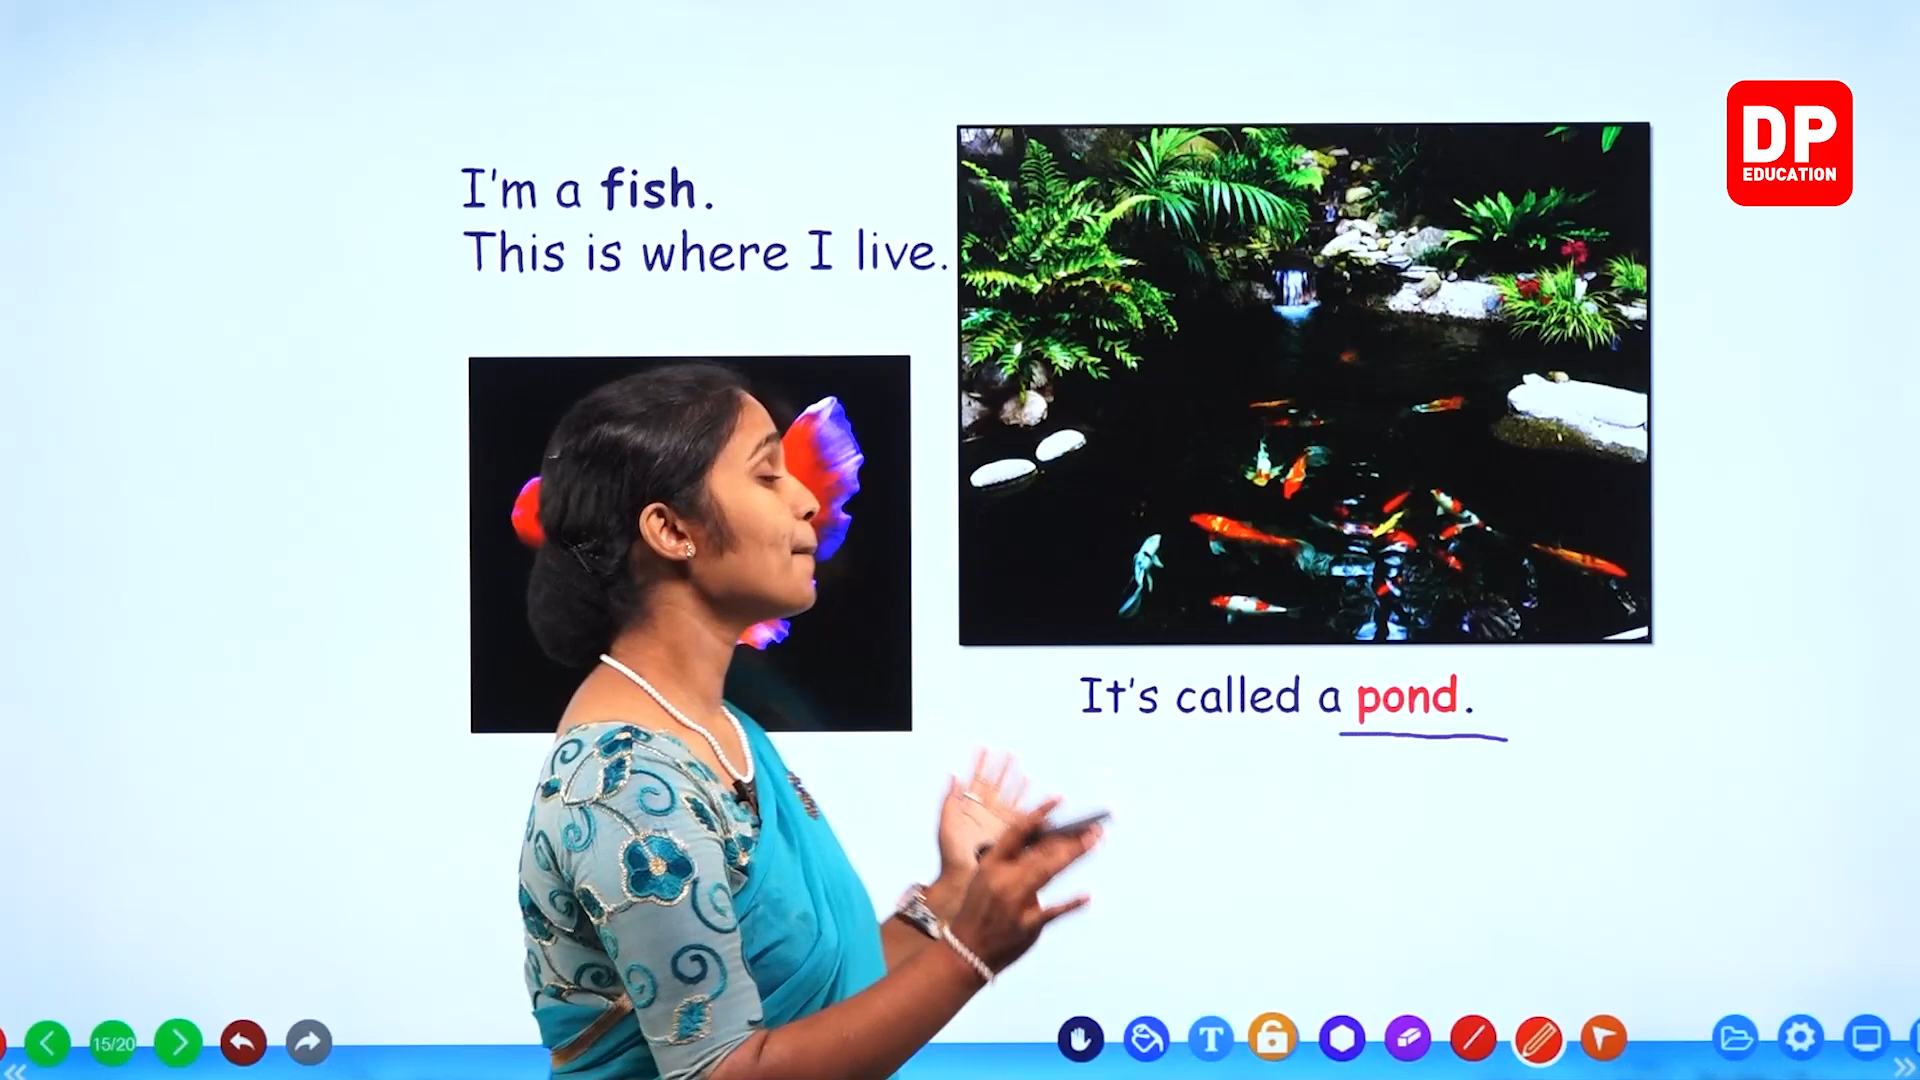 DP
EDUCATION
I'm a fish.
This is where I live.
It's called a pond.
15/20
T